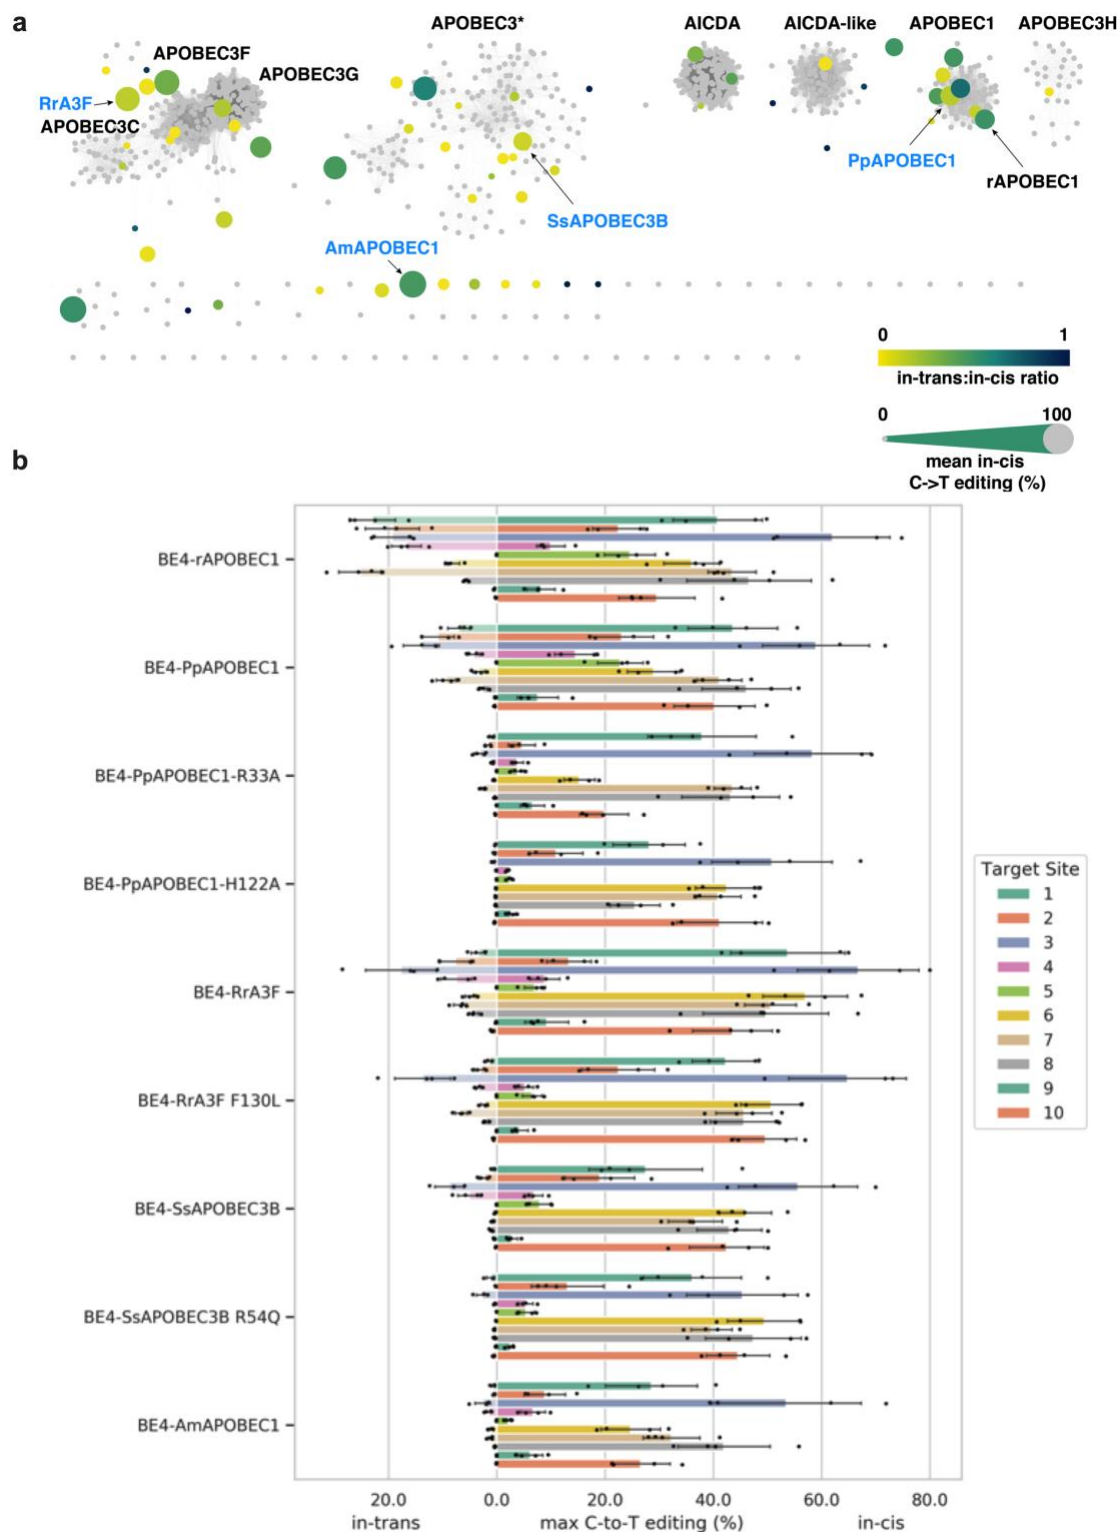 a
APOBEC3F
APOBEC3G
RrA3F
APOBEC3C
APOBEC3*
AICDA
AICDA-like
APOBEC1
APOBEC3H
SsAPOBEC3B
AmAPOBEC1
PpAPOBEC1
rAPOBEC1
0 1
in-trans:in-cis ratio
0 100
mean in-cis
C->T editing (%)
b
BE4-rAPOBEC1
BE4-PpAPOBEC1
BE4-PpAPOBEC1-R33A
BE4-PpAPOBEC1-H122A
BE4-RrA3F
BE4-RrA3F F130L
BE4-SsAPOBEC3B
BE4-SsAPOBEC3B R54Q
BE4-AmAPOBEC1
Target Site
1
2
3
4
5
6
7
8
9
10
20.0 0.0 20.0 40.0 60.0 80.0
in-trans max C-to-T editing (%) in-cis